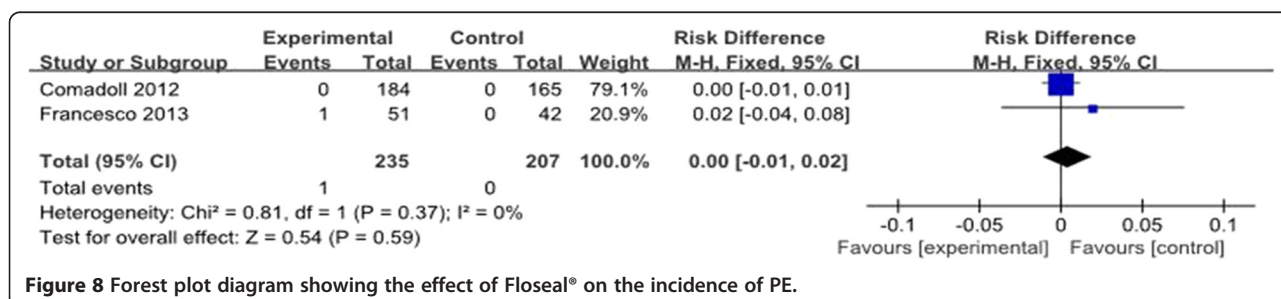 Experimental Control Risk Difference Risk Difference
Study or Subgroup Events Total Events Total Weight M-H, Fixed, 95% CI M-H, Fixed, 95% CI
Comadoll 2012 0 184 0 165 79.1% 0.00 [-0.01, 0.01]
Francesco 2013 1 51 0 42 20.9% 0.02 [-0.04, 0.08]
Total (95% CI) 235 207 100.0% 0.00 [-0.01, 0.02]
Total events 1 0
Heterogeneity: Chi² = 0.81, df = 1 (P = 0.37); I² = 0%
Test for overall effect: Z = 0.54 (P = 0.59)
-0.1 -0.05 0 0.05 0.1
Favours [experimental] Favours [control]
Figure 8 Forest plot diagram showing the effect of Floseal® on the incidence of PE.